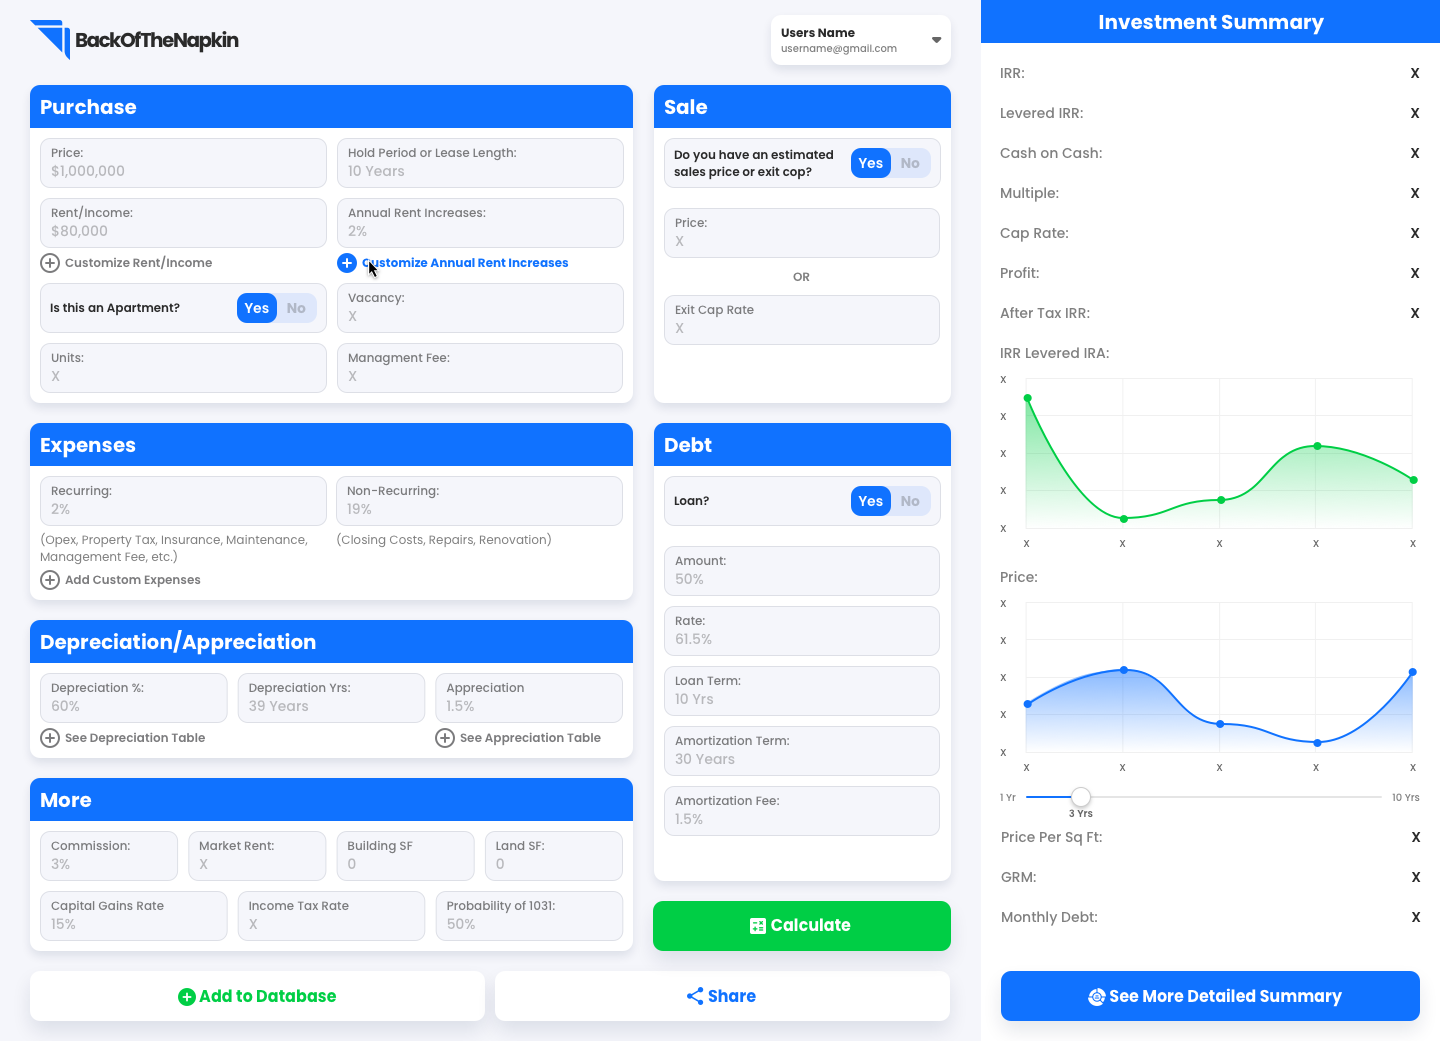 BackOfTheNapkin
Users Name
username@gmail.com
Purchase
Price:
$1,000,000
Hold Period or Lease Length:
10 Years
Rent/Income:
$80,000
Annual Rent Increases:
2%
Customize Rent/Income
Customize Annual Rent Increases
Is this an Apartment?
Yes No
Vacancy:
X
Units:
X
Managment Fee:
X
Sale
Do you have an estimated
sales price or exit cop?
Yes No
Price:
X
OR
Exit Cap Rate
X
Expenses
Recurring:
2%
Non-Recurring:
19%
(Opex, Property Tax, Insurance, Maintenance,
Management Fee, etc.)
(Closing Costs, Repairs, Renovation)
Add Custom Expenses
Depreciation/Appreciation
Depreciation %:
60%
Depreciation Yrs:
39 Years
Appreciation
1.5%
See Depreciation Table
See Appreciation Table
More
Commission:
3%
Market Rent:
X
Building SF
0
Land SF:
0
Capital Gains Rate
15%
Income Tax Rate
X
Probability of 1031:
50%
Debt
Loan?
Yes No
Amount:
50%
Rate:
61.5%
Loan Term:
10 Yrs
Amortization Term:
30 Years
Amortization Fee:
1.5%
Calculate
Add to Database
Share
Investment Summary
IRR: X
Levered IRR: X
Cash on Cash: X
Multiple: X
Cap Rate: X
Profit: X
After Tax IRR: X
IRR Levered IRA:
x
x
x
x
x
x x x x x
Price:
x
x
x
x
x
x x x x x
1 Yr 10 Yrs
3 Yrs
Price Per Sq Ft: X
GRM: X
Monthly Debt: X
See More Detailed Summary